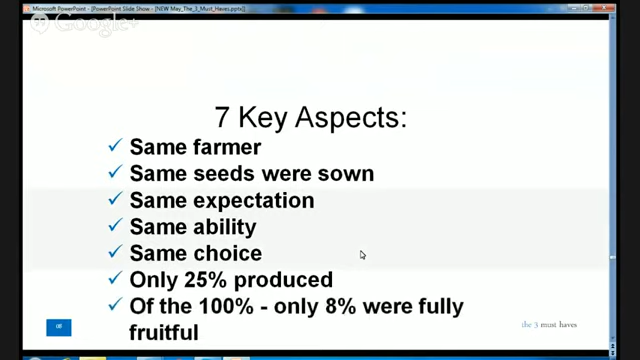 Microsoft PowerPoint - [PowerPoint Slide Show - [NEW May_The_3_Must_Haves.pptx]]
Google+
7 Key Aspects:
Same farmer
Same seeds were sown
Same expectation
Same ability
Same choice
Only 25% produced
Of the 100% - only 8% were fully
fruitful
the 3 must haves